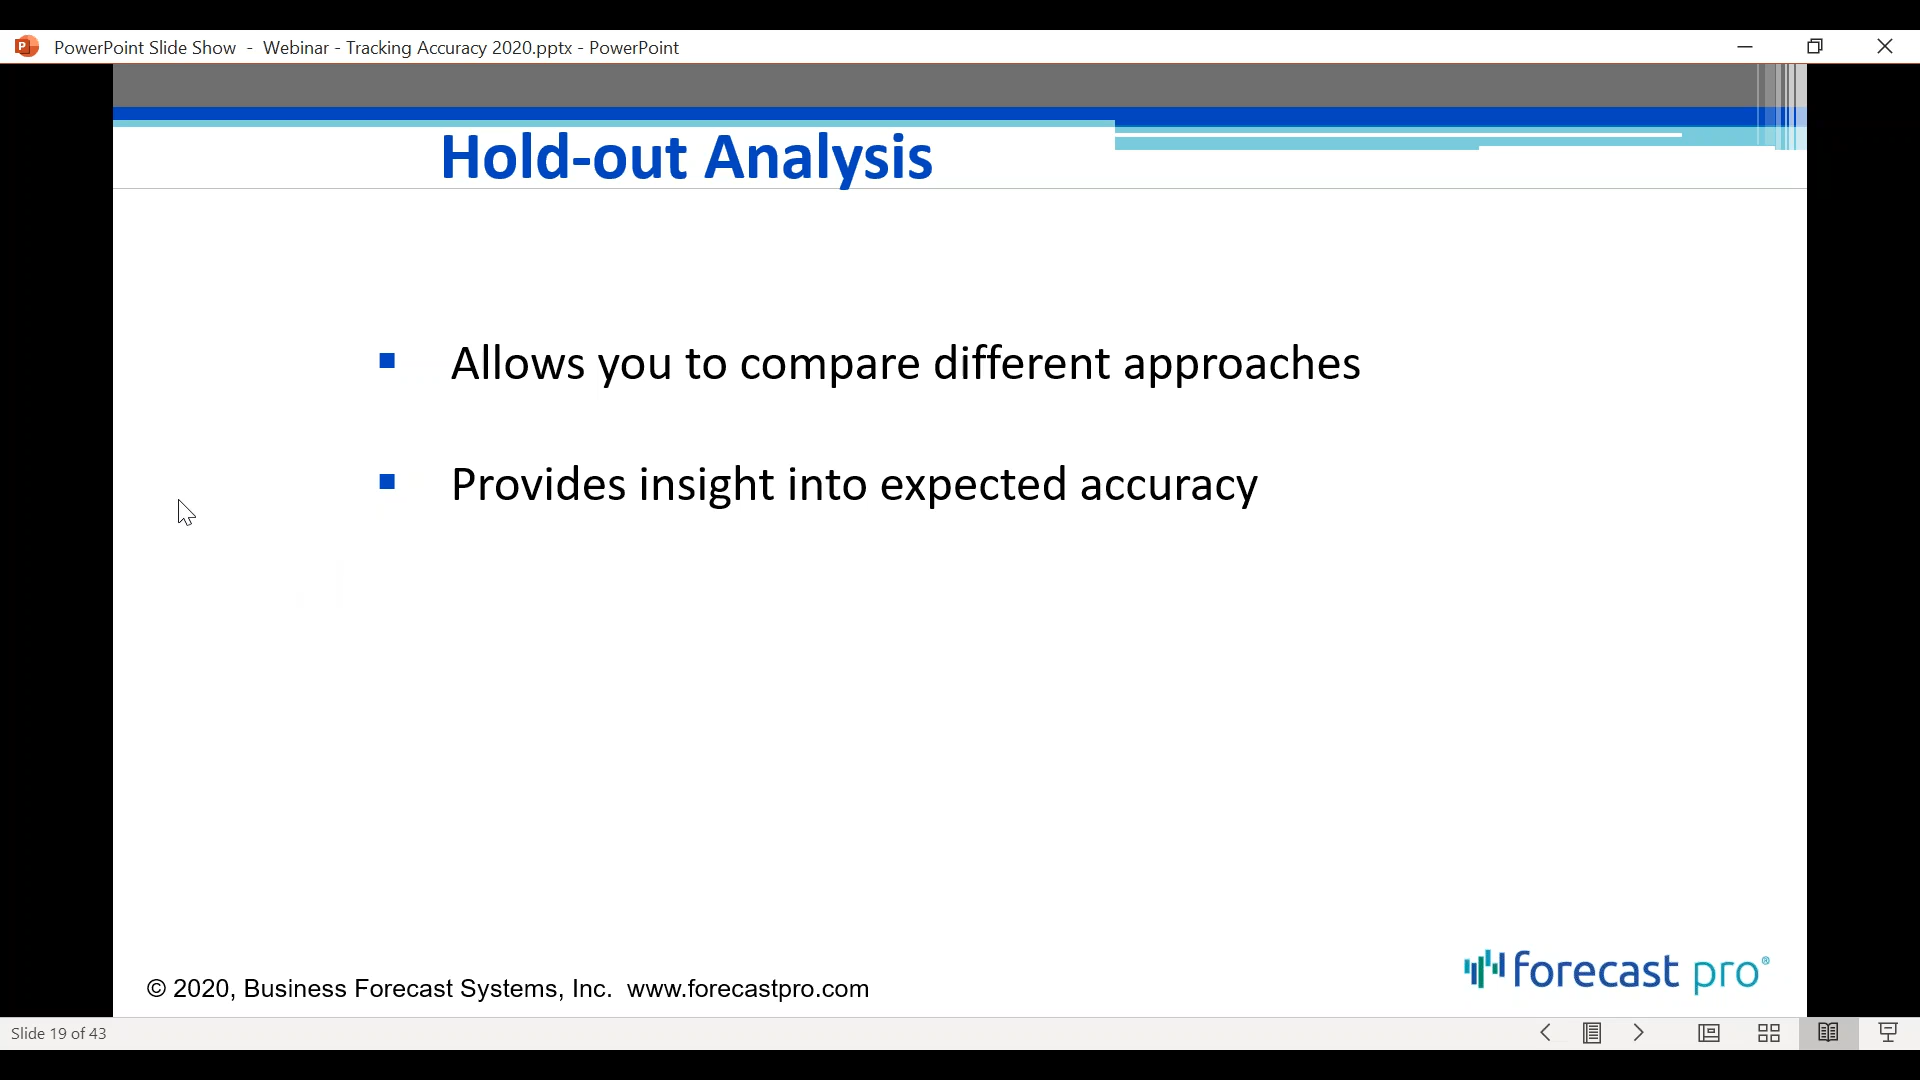 PowerPoint Slide Show - Webinar - Tracking Accuracy 2020.pptx - PowerPoint
Hold-out Analysis
Allows you to compare different approaches
Provides insight into expected accuracy
© 2020, Business Forecast Systems, Inc. www.forecastpro.com
forecast pro®
Slide 19 of 43